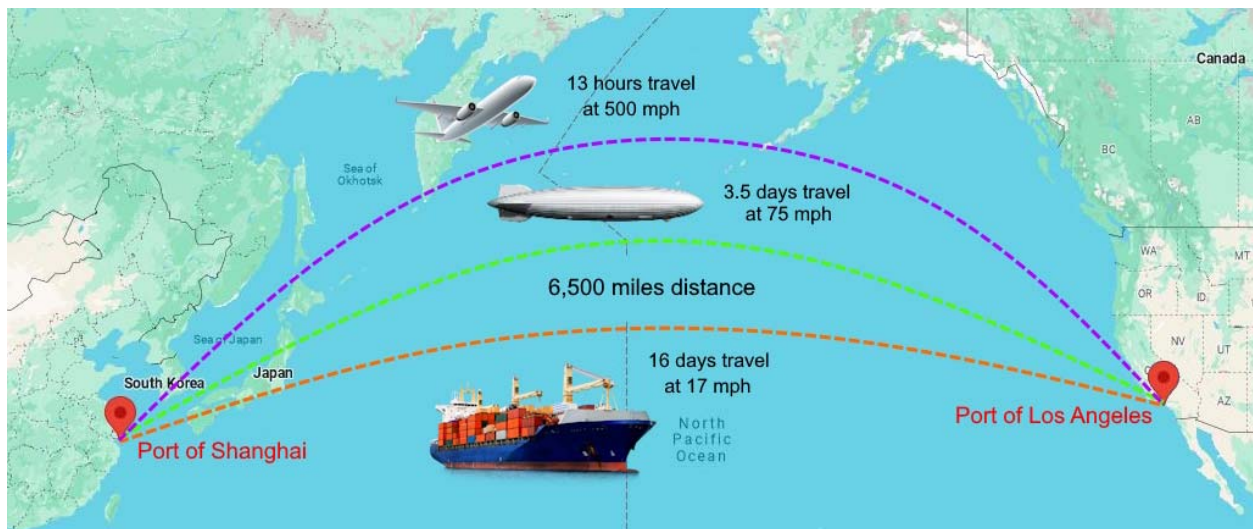 Canada
13 hours travel
at 500 mph
AB
BC
Sea of
Okhotsk
3.5 days travel
at 75 mph
WA
MT
OR
ID
6,500 miles distance
Sea of Japan
NV
UT
16 days travel
at 17 mph
South Korea
Japan
AZ
Port of Los Angeles
North
Pacific
Ocean
Port of Shanghai